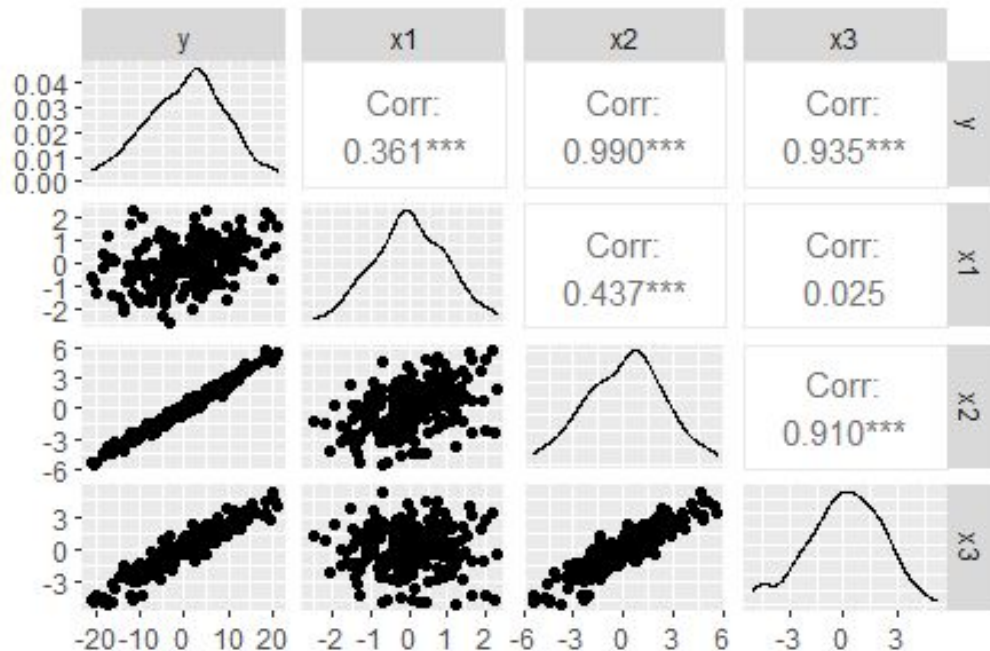 y x1 x2 x3
0.04
0.03
0.02
0.01
0.00
Corr:
0.361***
Corr:
0.990***
Corr:
0.935***
y
2
1
0
-1
-2
Corr:
0.437***
Corr:
0.025
x1
6
3
0
-3
-6
Corr:
0.910***
x2
3
0
-3
x3
-20 -10 0 10 20
-2 -1 0 1 2
-6 -3 0 3 6
-3 0 3